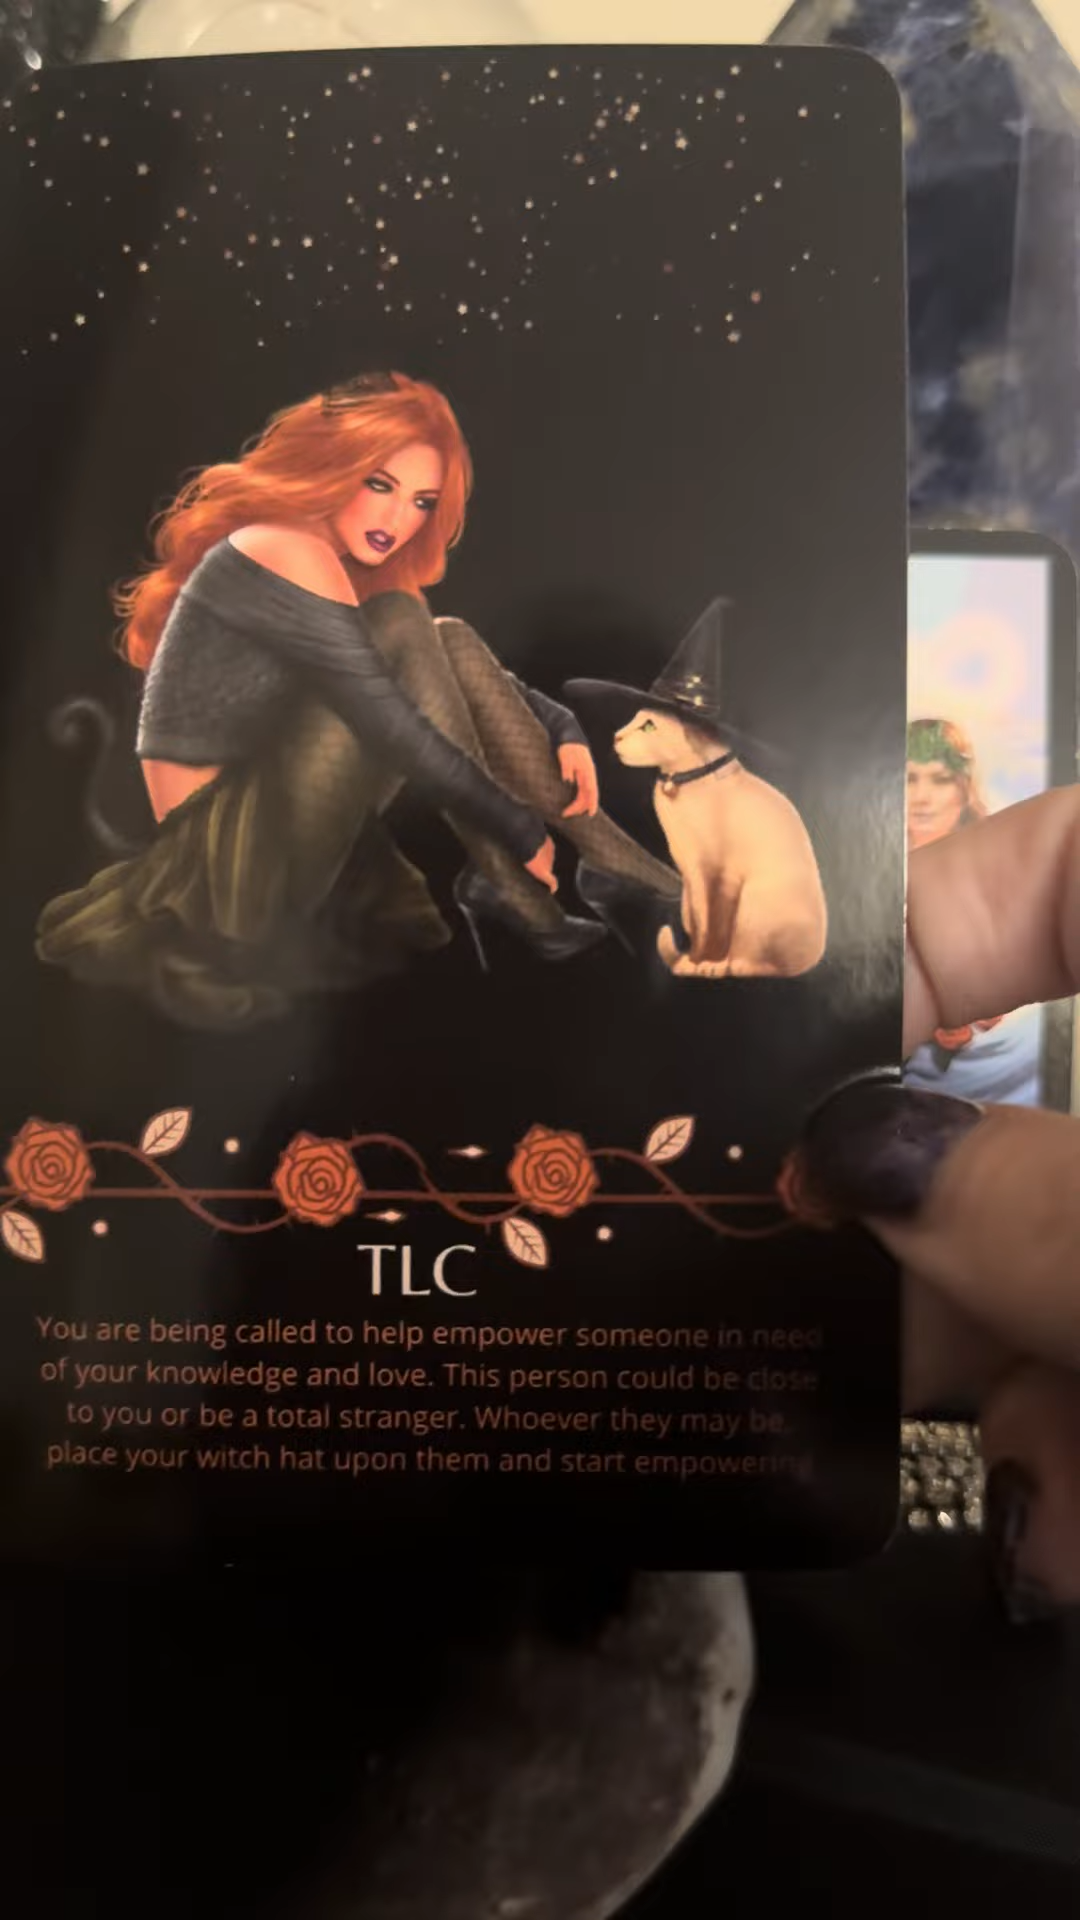 TLC
You are being called to help empower someone in need
of your knowledge and love. This person could be close
to you or be a total stranger. Whoever they may be,
place your witch hat upon them and start empowering